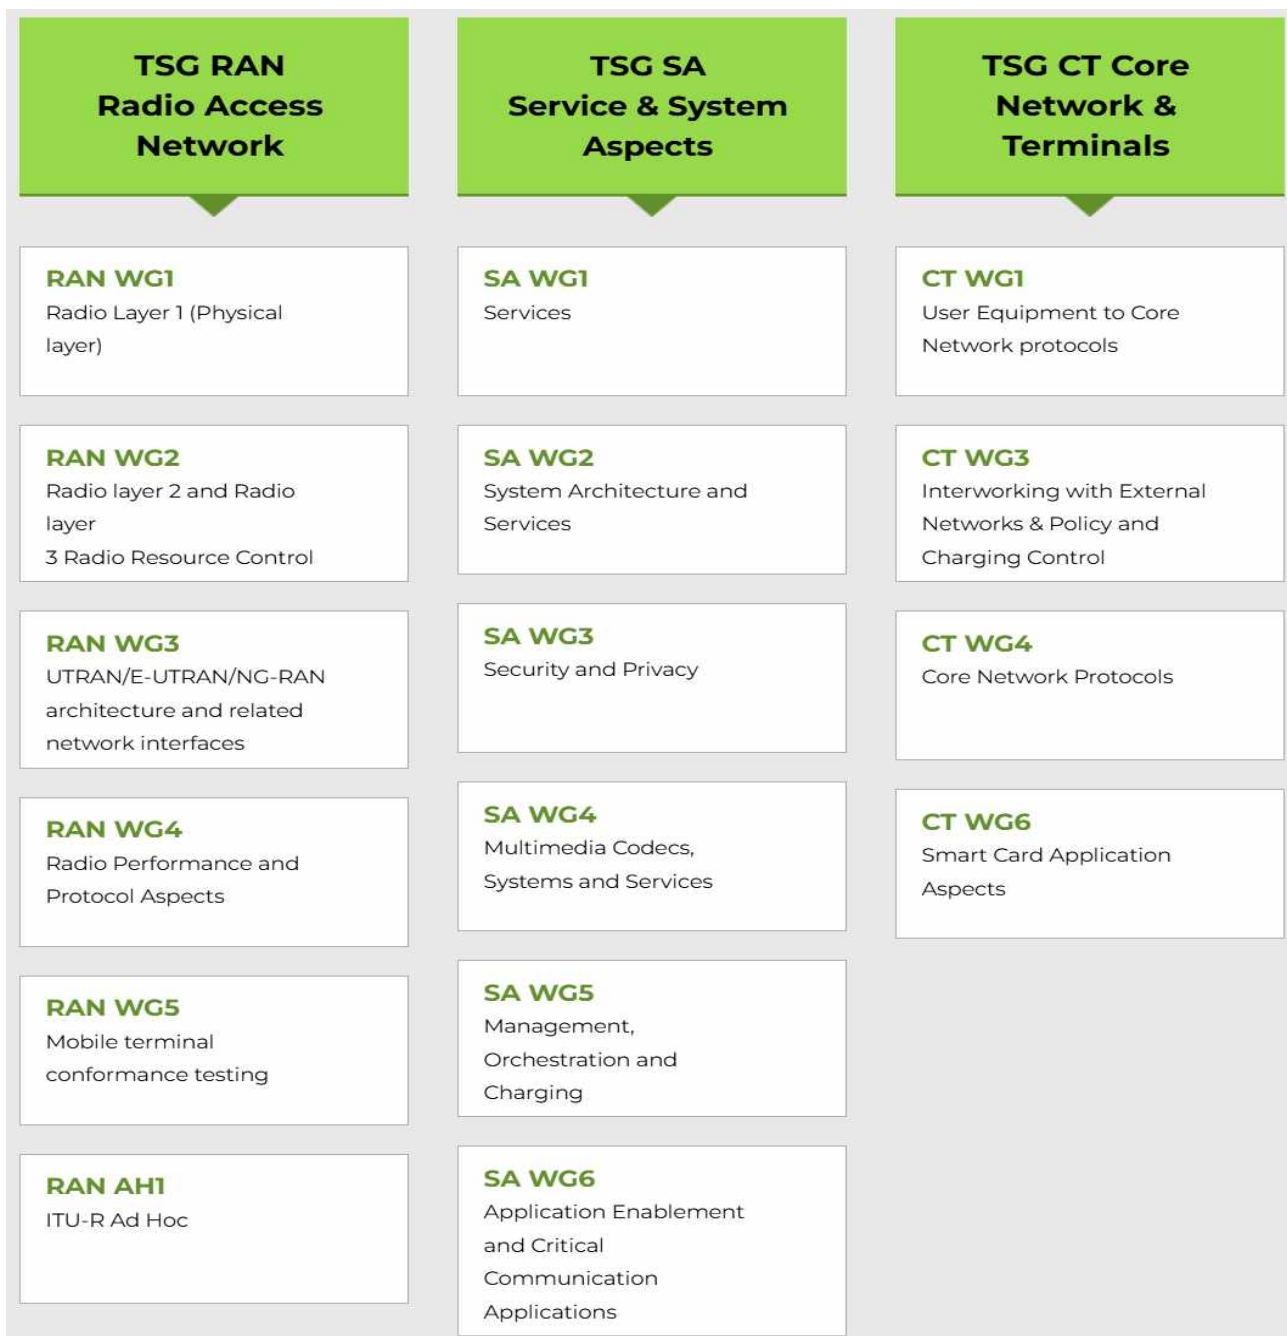 TSG RAN
Radio Access
Network
RAN WG1
Radio Layer 1 (Physical
layer)
RAN WG2
Radio layer 2 and Radio
layer
3 Radio Resource Control
RAN WG3
UTRAN/E-UTRAN/NG-RAN
architecture and related
network interfaces
RAN WG4
Radio Performance and
Protocol Aspects
RAN WG5
Mobile terminal
conformance testing
RAN AH1
ITU-R Ad Hoc
TSG SA
Service & System
Aspects
SA WG1
Services
SA WG2
System Architecture and
Services
SA WG3
Security and Privacy
SA WG4
Multimedia Codecs,
Systems and Services
SA WG5
Management,
Orchestration and
Charging
SA WG6
Application Enablement
and Critical
Communication
Applications
TSG CT Core
Network &
Terminals
CT WG1
User Equipment to Core
Network protocols
CT WG3
Interworking with External
Networks & Policy and
Charging Control
CT WG4
Core Network Protocols
CT WG6
Smart Card Application
Aspects